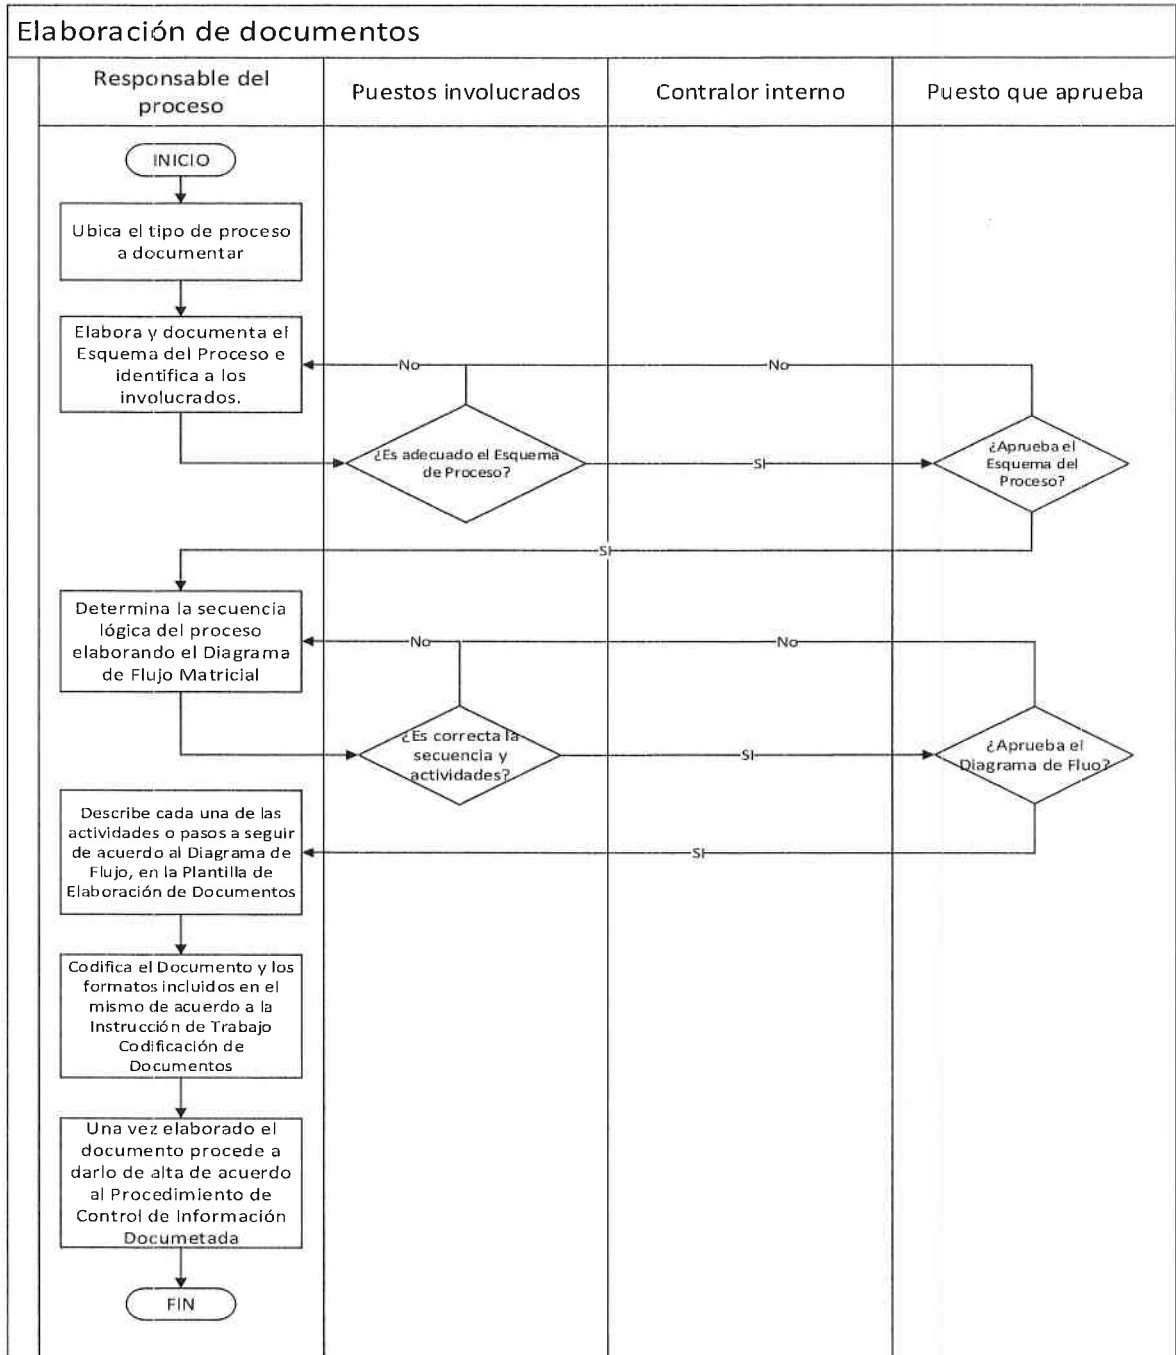 Elaboración de documentos
Responsable del
proceso
Puestos involucrados
Contralor interno
Puesto que aprueba
INICIO
Ubica el tipo de proceso
a documentar
Elabora y documenta el
Esquema del Proceso e
identifica a los
involucrados.
No
No
¿Es adecuado el Esquema
de Proceso?
SI
¿Aprueba el
Esquema del
Proceso?
SI
Determina la secuencia
lógica del proceso
elaborando el Diagrama
de Flujo Matricial
No
No
¿Es correcta la
secuencia y
actividades?
SI
¿Aprueba el
Diagrama de Fluo?
Describe cada una de las
actividades o pasos a seguir
de acuerdo al Diagrama de
Flujo, en la Plantilla de
Elaboración de Documentos
SI
Codifica el Documento y los
formatos incluidos en el
mismo de acuerdo a la
Instrucción de Trabajo
Codificación de
Documentos
Una vez elaborado el
documento procede a
darlo de alta de acuerdo
al Procedimiento de
Control de Información
Documetada
FIN